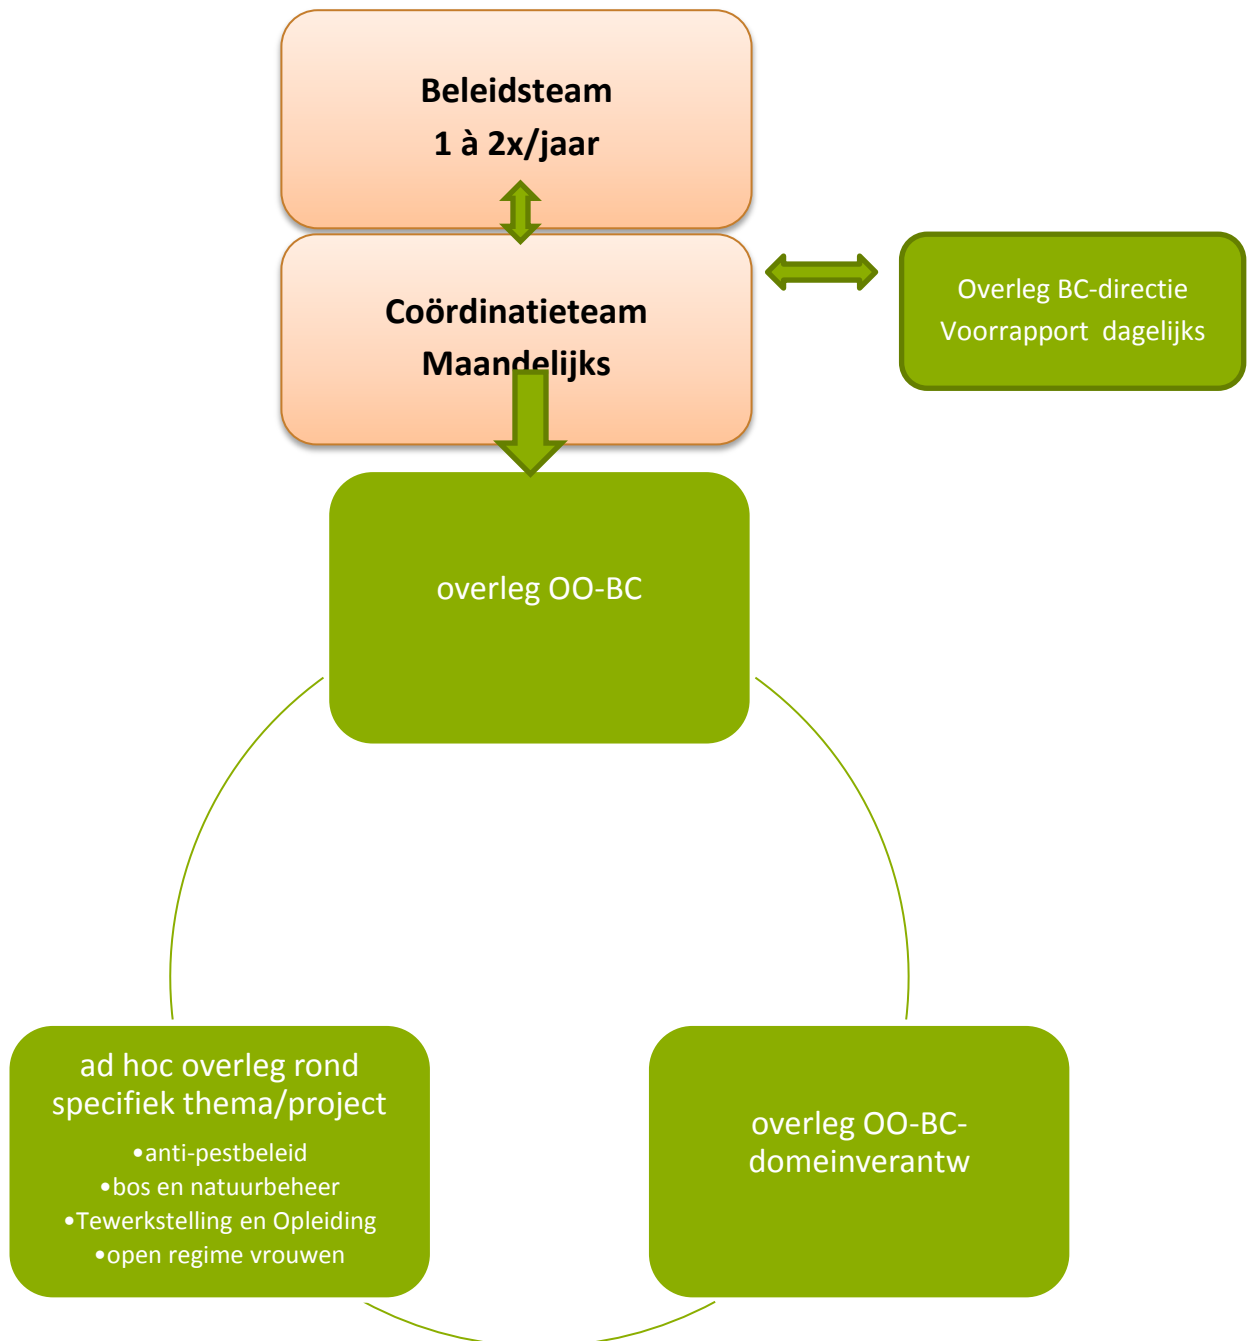 Beleidsteam
1 à 2x/jaar
Coördinatieteam
Maandelijks
Overleg BC-directie
Voorrapport dagelijks
overleg OO-BC
ad hoc overleg rond
specifiek thema/project
•anti-pestbeleid
•bos en natuurbeheer
•Tewerkstelling en Opleiding
•open regime vrouwen
overleg OO-BC-
domeinverantw